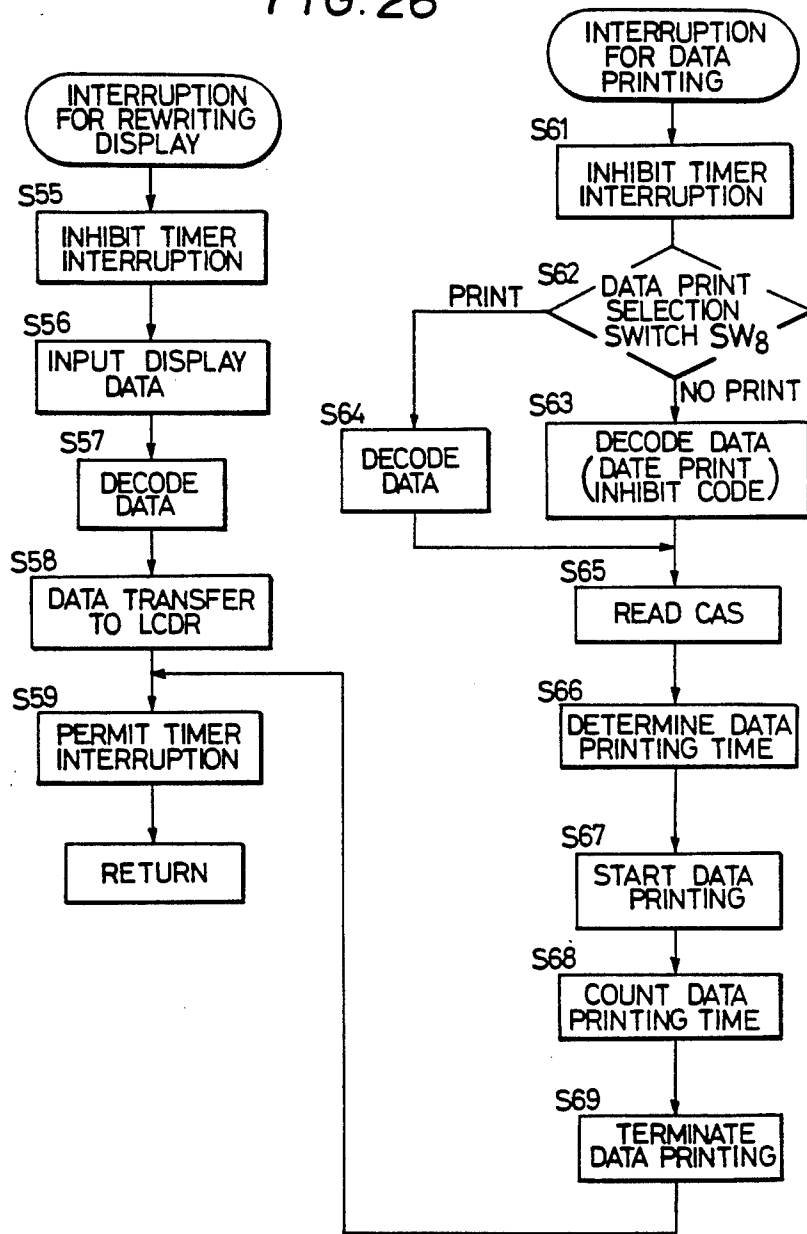 FIG. 26
INTERRUPTION
FOR REWRITING
DISPLAY
S55
INHIBIT TIMER
INTERRUPTION
S56
INPUT DISPLAY
DATA
S57
DECODE
DATA
S58
DATA TRANSFER
TO LCDR
S59
PERMIT TIMER
INTERRUPTION
RETURN
INTERRUPTION
FOR DATA
PRINTING
S61
INHIBIT TIMER
INTERRUPTION
S62
DATA PRINT
SELECTION
SWITCH SW8
PRINT
NO PRINT
S64
DECODE
DATA
S63
DECODE DATA
(DATE PRINT
INHIBIT CODE)
S65
READ CAS
S66
DETERMINE DATA
PRINTING TIME
S67
START DATA
PRINTING
S68
COUNT DATA
PRINTING TIME
S69
TERMINATE
DATA PRINTING